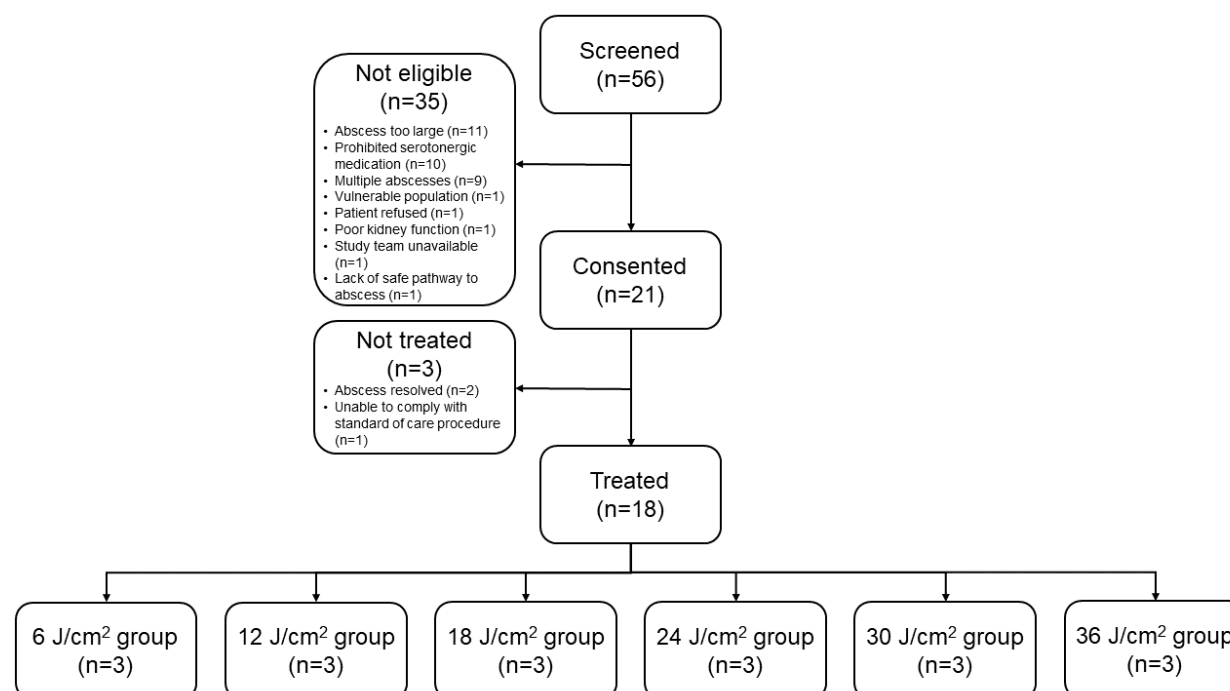 Screened
(n=56)
Not eligible
(n=35)
• Abscess too large (n=11)
• Prohibited serotonergic
medication (n=10)
• Multiple abscesses (n=9)
• Vulnerable population (n=1)
• Patient refused (n=1)
• Poor kidney function (n=1)
• Study team unavailable
(n=1)
• Lack of safe pathway to
abscess (n=1)
Consented
(n=21)
Not treated
(n=3)
• Abscess resolved (n=2)
• Unable to comply with
standard of care procedure
(n=1)
Treated
(n=18)
6 J/cm² group
(n=3)
12 J/cm² group
(n=3)
18 J/cm² group
(n=3)
24 J/cm² group
(n=3)
30 J/cm² group
(n=3)
36 J/cm² group
(n=3)